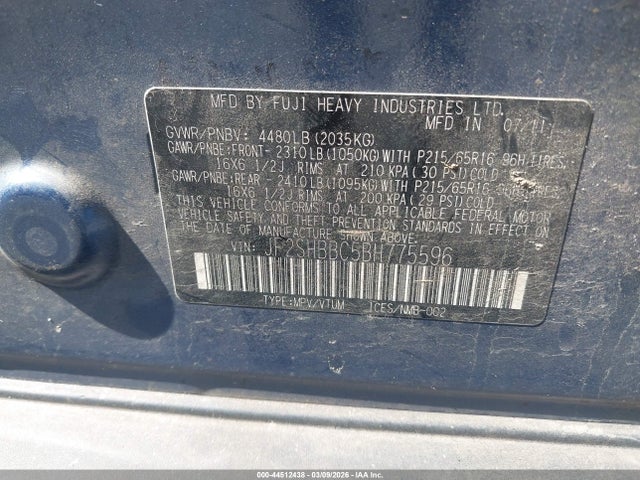 MFD BY FUJI HEAVY INDUSTRIES LTD.
MFD IN 07/11
GVWR/PNBV: 4480LB(2035KG)
GAWR/PNBE:FRONT- 2310LB(1050KG)WITH P215/65R16 96H TIRES,
16X6 1/2J RIMS AT 210 KPA(30 PSI)COLD
GAWR/PNBE:REAR - 2410LB(1095KG)WITH P215/65R16 TIRES
16X6 1/2J RIMS AT 200 KPA(29 PSI)COLD
THIS VEHICLE CONFORMS TO ALL APPLICABLE FEDERAL MOTOR
VEHICLE SAFETY AND THEFT PREVENTION STANDARDS IN EFFECT
ON THE DATE OF MANUFACTURE SHOWN ABOVE.
VIN: JF2SHBBC5BH775596
TYPE:MPV/VTUM ICES/NMB-002
000-44512438 - 03/09/2026 - IAA Inc.